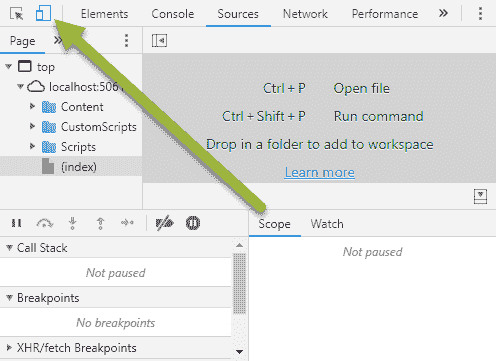 Elements Console Sources Network Performance »
Page »
top
localhost:506
Content
CustomScripts
Scripts
(index)
Ctrl + P Open file
Ctrl + Shift + P Run command
Drop in a folder to add to workspace
Learn more
Scope Watch
Call Stack
Not paused
Not paused
Breakpoints
No breakpoints
XHR/fetch Breakpoints